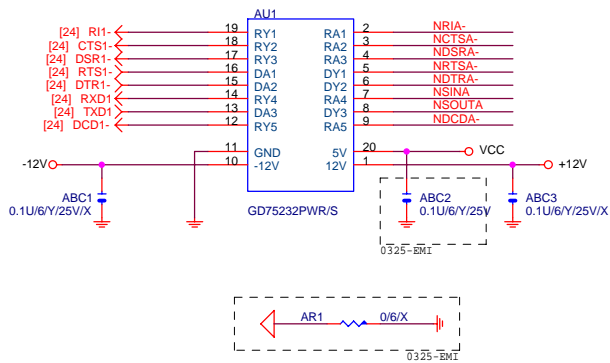 AU1
[24] RI1- 19 RY1 RA1 2 NRIA-
[24] CTS1- 18 RY2 RA2 3 NCTSA-
[24] DSR1- 17 RY3 RA3 4 NDSRA-
[24] RTS1- 16 DA1 DY1 5 NRTSA-
[24] DTR1- 15 DA2 DY2 6 NDTRA-
[24] RXD1 14 RY4 RA4 7 NSINA
[24] TXD1 13 DA3 DY3 8 NSOUTA
[24] DCD1- 12 RY5 RA5 9 NDCDA-
11 GND 5V 20 VCC
-12V 10 -12V 12V 1 +12V
ABC1 ABC2 ABC3
0.1U/6/Y/25V/X 0.1U/6/Y/25V 0.1U/6/Y/25V/X
GD75232PWR/S
0325-EMI
AR1 0/6/X
0325-EMI